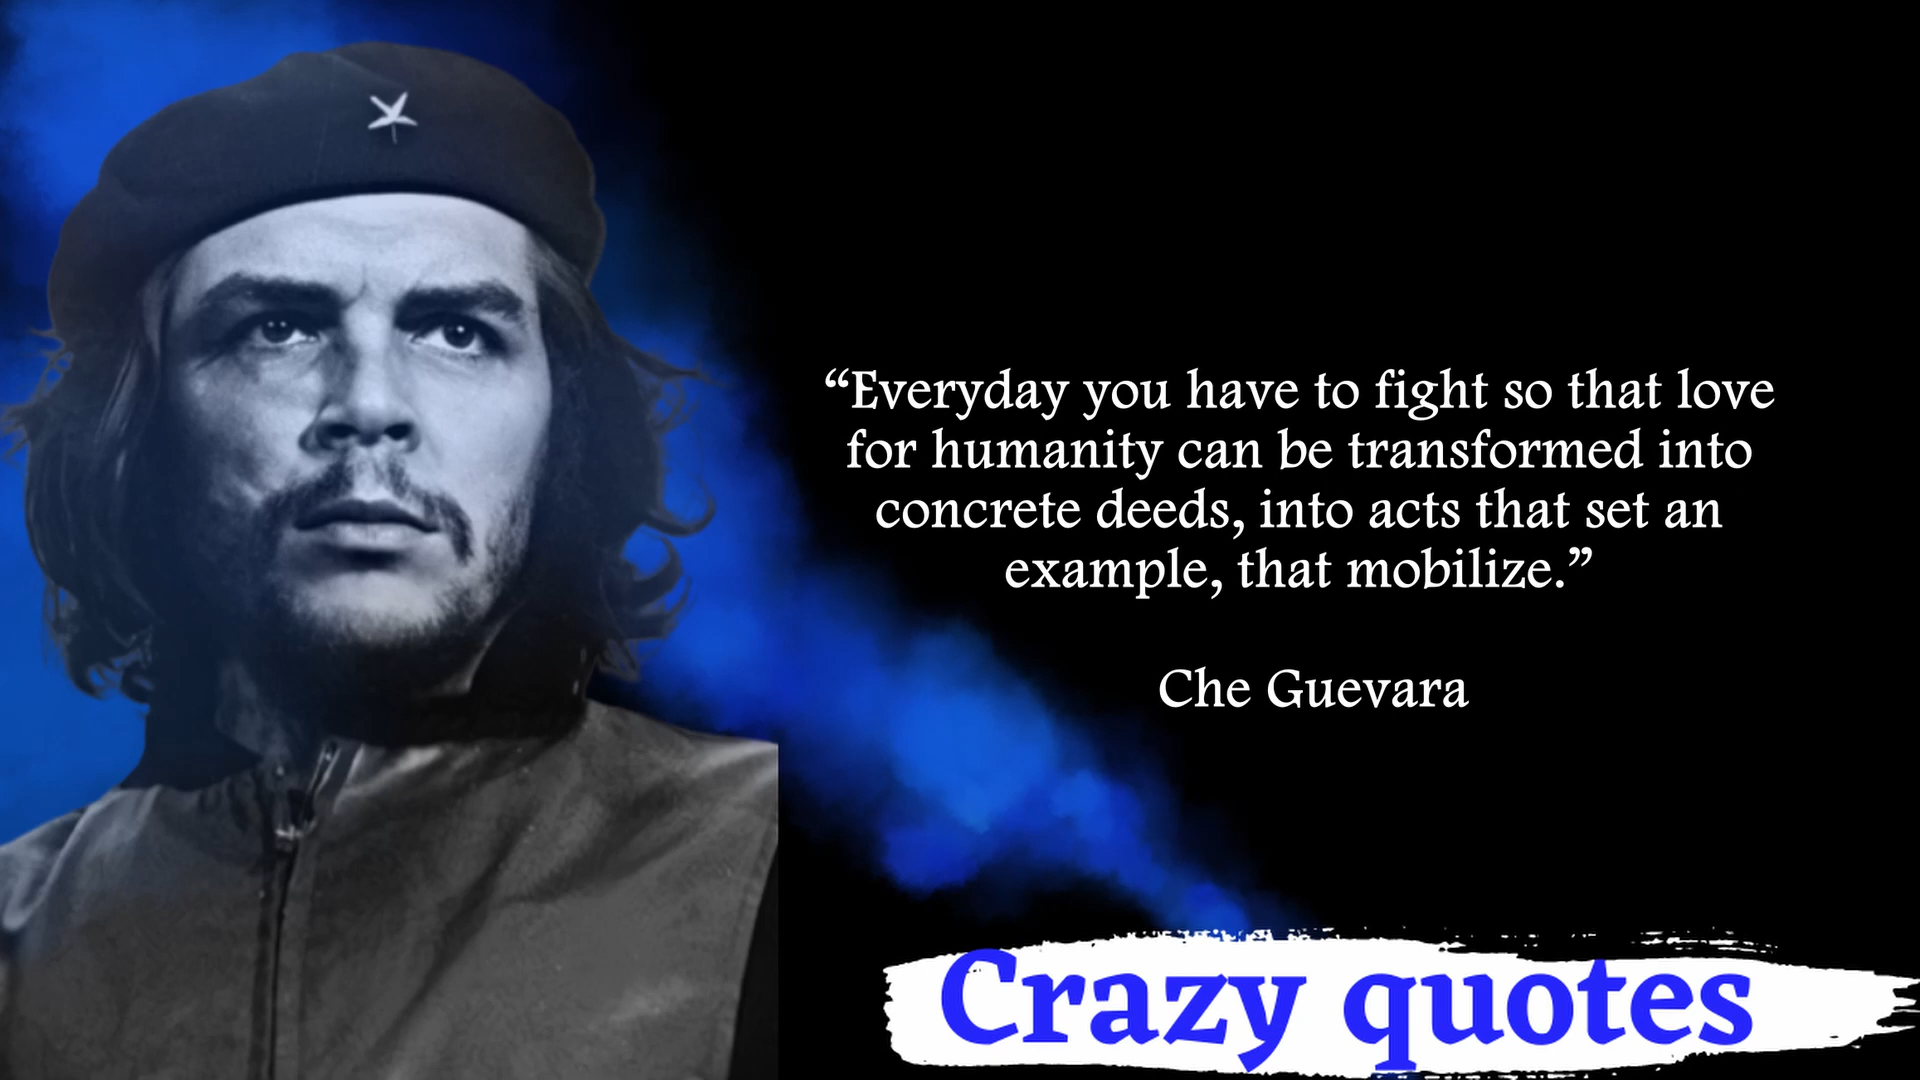 “Everyday you have to fight so that love
for humanity can be transformed into
concrete deeds, into acts that set an
example, that mobilize.”
Che Guevara
Crazy quotes